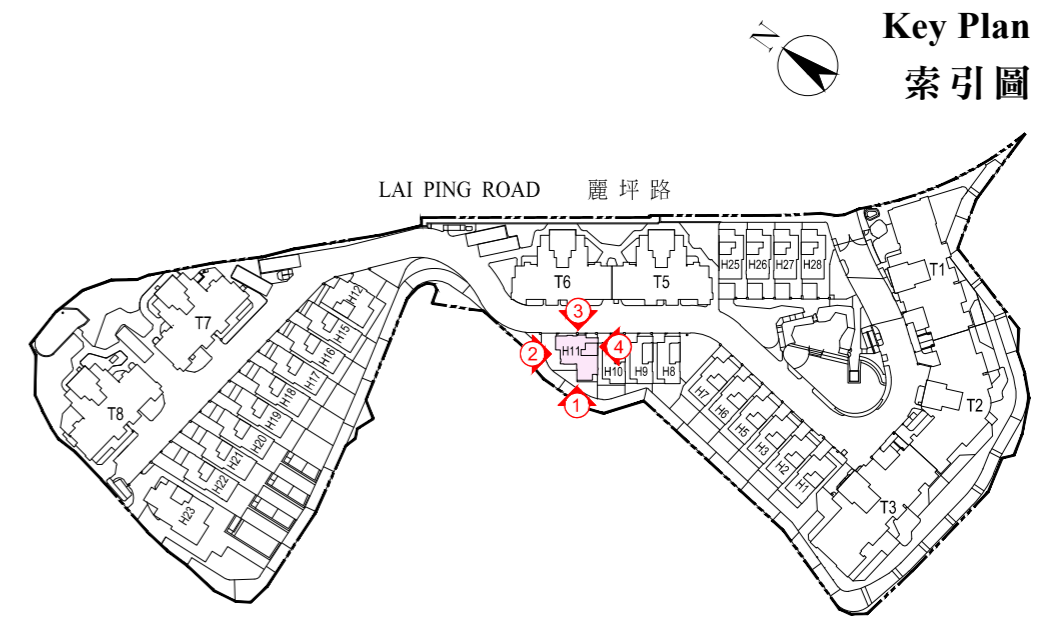 N
Key Plan
索引圖
LAI PING ROAD 麗坪路
T1
T2
T3
T5
T6
T7
T8
H25
H26
H27
H28
H12
H15
H16
H17
H18
H19
H20
H21
H22
H23
H11
H10
H9
H8
H7
H6
H5
H3
H2
H1
3
2
4
1